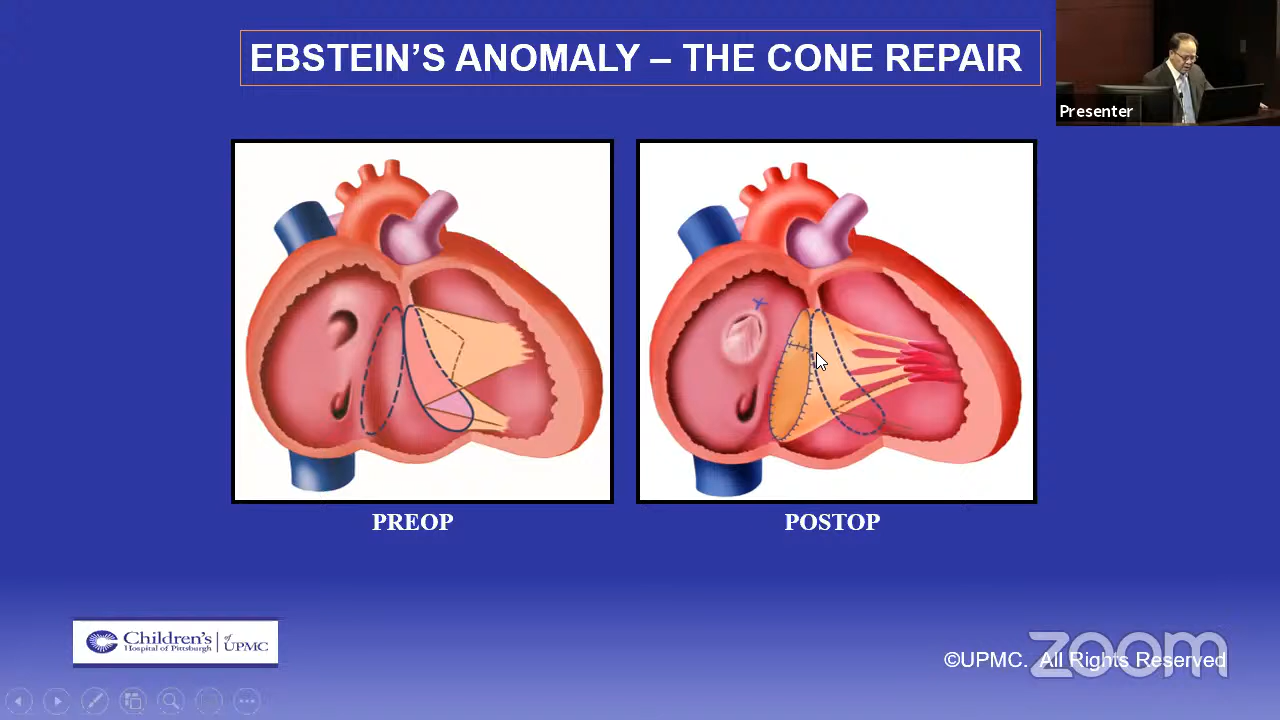 EBSTEIN'S ANOMALY – THE CONE REPAIR
Presenter
PREOP
POSTOP
Children's
Hospital of Pittsburgh
of
UPMC
©UPMC. All Rights Reserved
zoom